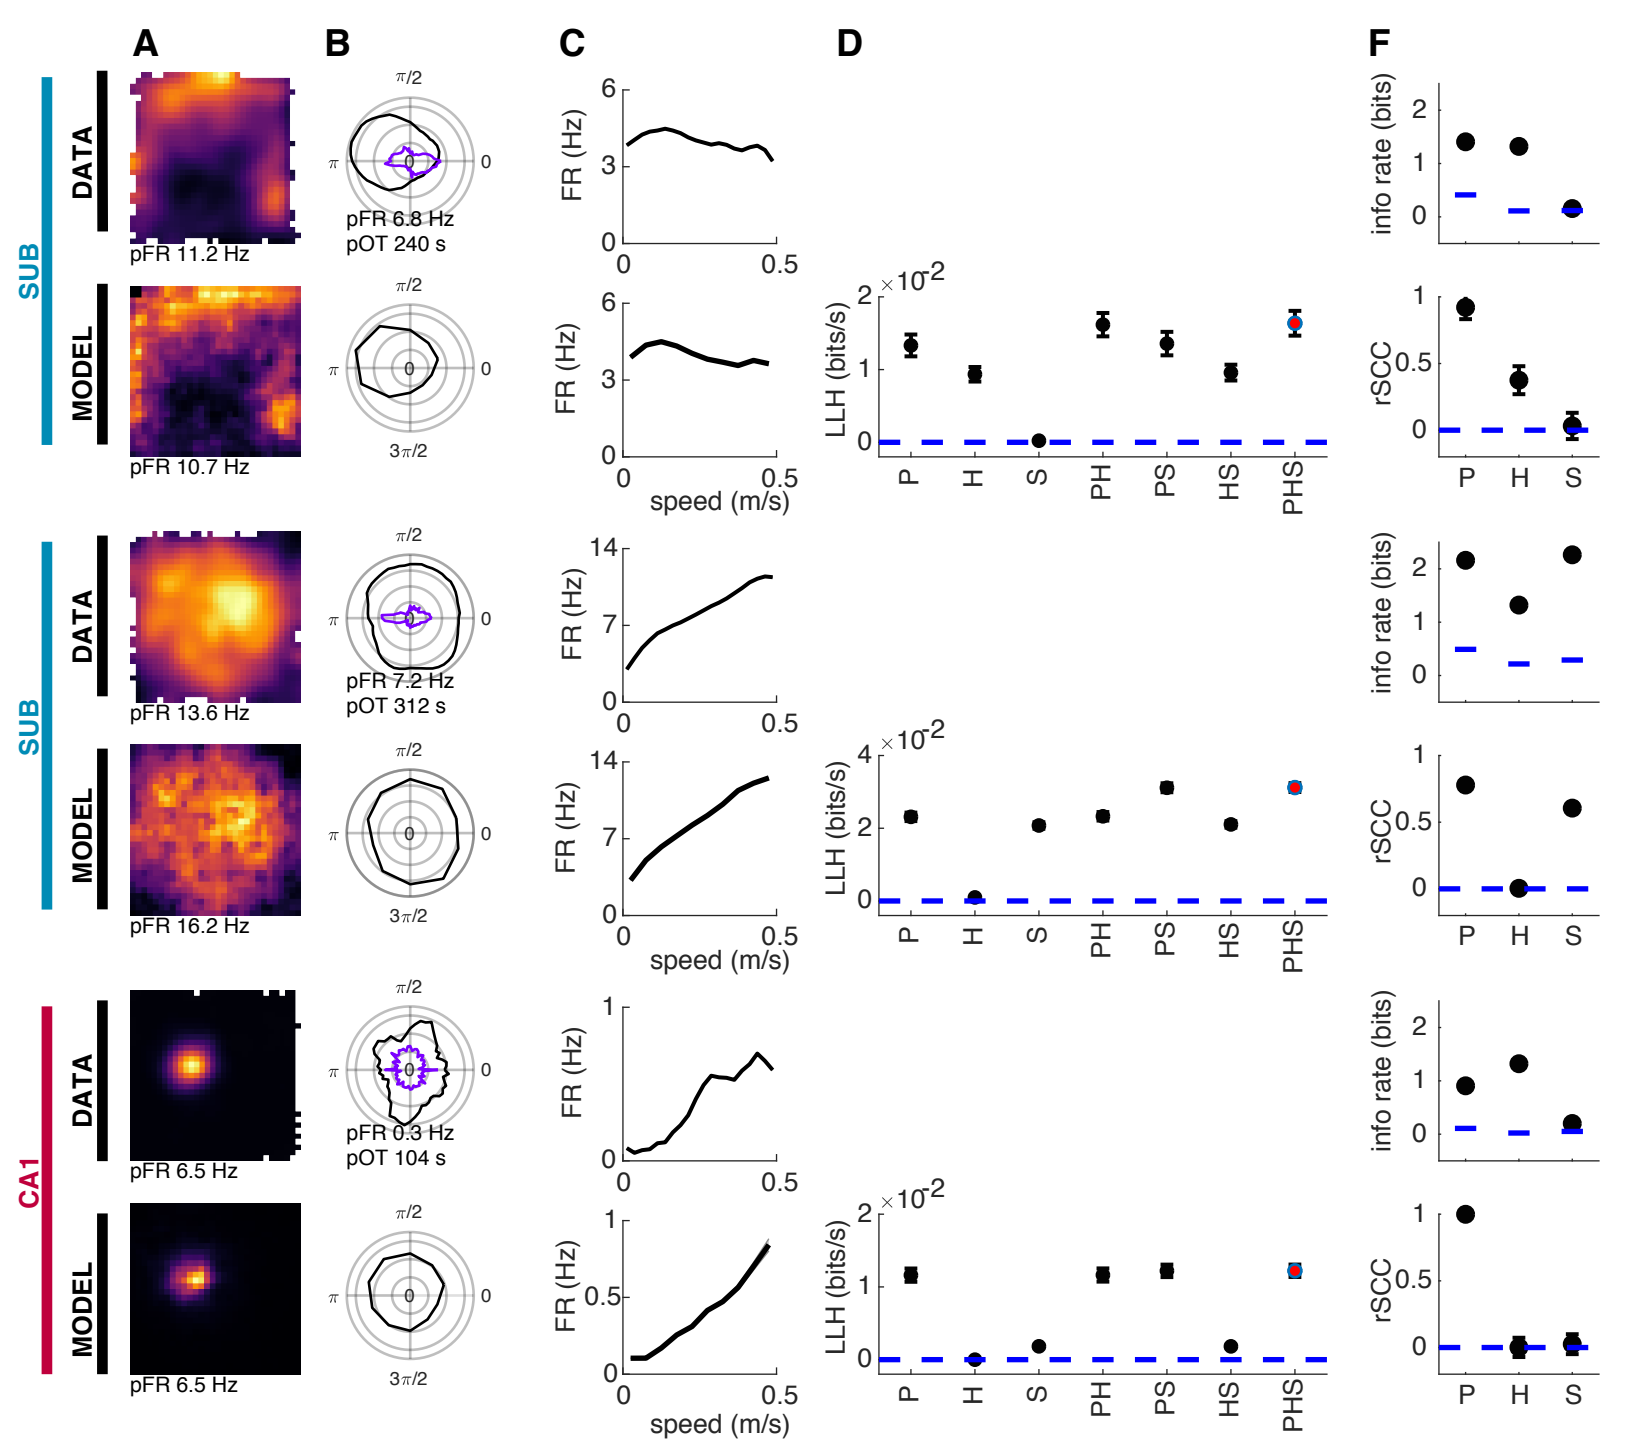 A
B
C
D
F
SUB
DATA
pFR 11.2 Hz
π/2
π
0
0
pFR 6.8 Hz
pOT 240 s
FR (Hz)
6
3
0
0
0.5
info rate (bits)
2
1
0
MODEL
pFR 10.7 Hz
π/2
π
0
0
3π/2
FR (Hz)
6
3
0
0
0.5
speed (m/s)
LLH (bits/s)
×10-2
2
1
0
P
H
S
PH
PS
HS
PHS
rSCC
1
0.5
0
P
H
S
SUB
DATA
pFR 13.6 Hz
π/2
π
0
0
pFR 7.2 Hz
pOT 312 s
FR (Hz)
14
7
0
0
0.5
info rate (bits)
2
1
0
MODEL
pFR 16.2 Hz
π/2
π
0
0
3π/2
FR (Hz)
14
7
0
0
0.5
speed (m/s)
LLH (bits/s)
×10-2
4
2
0
P
H
S
PH
PS
HS
PHS
rSCC
1
0.5
0
P
H
S
CA1
DATA
pFR 6.5 Hz
π/2
π
0
0
pFR 0.3 Hz
pOT 104 s
FR (Hz)
1
0
0
0.5
info rate (bits)
2
1
0
MODEL
pFR 6.5 Hz
π/2
π
0
0
3π/2
FR (Hz)
1
0.5
0
0
0.5
speed (m/s)
LLH (bits/s)
×10-2
2
1
0
P
H
S
PH
PS
HS
PHS
rSCC
1
0.5
0
P
H
S